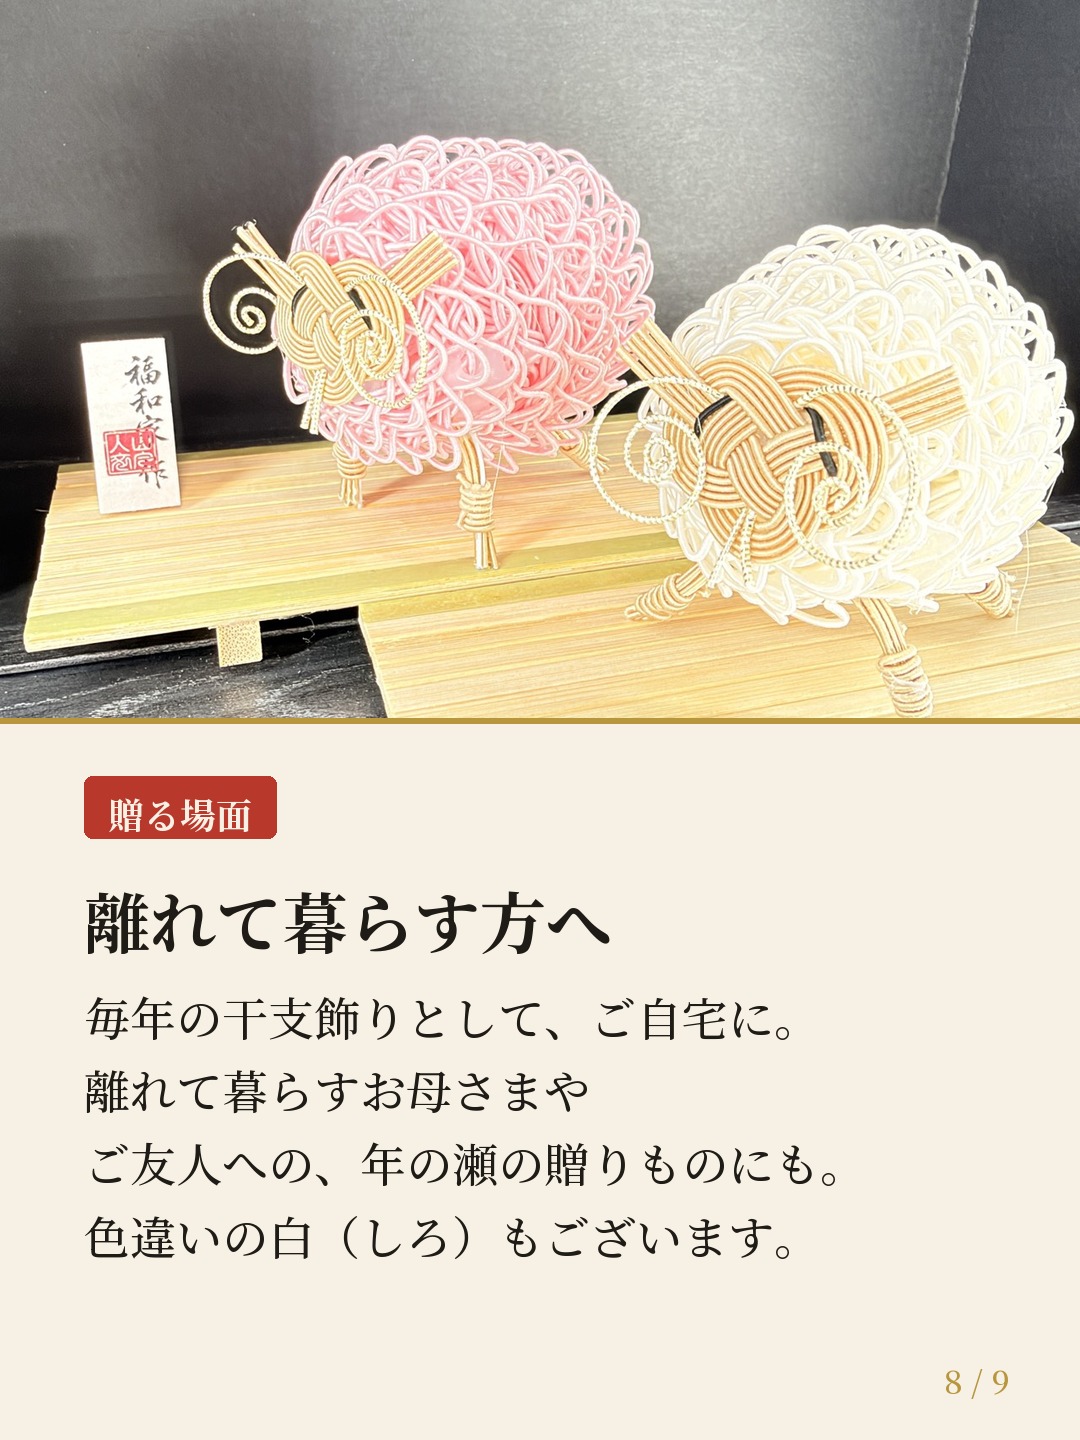 福和家作
贈る場面
離れて暮らす方へ
毎年の干支飾りとして、ご自宅に。
離れて暮らすお母さまや
ご友人への、年の瀬の贈りものにも。
色違いの白（しろ）もございます。
8 / 9